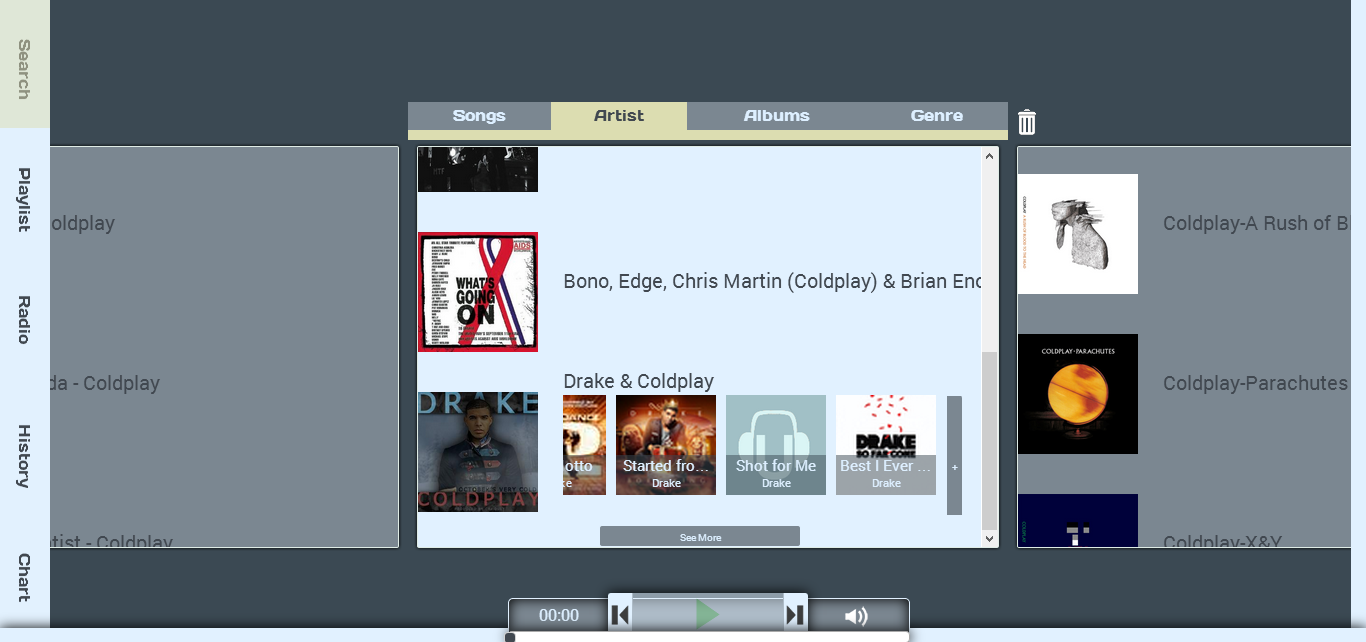 Search
Playlist
Radio
History
Chart
Songs
Artist
Albums
Genre
oldplay
da - Coldplay
tist - Coldplay
WHAT'S
GOING
ON
Bono, Edge, Chris Martin (Coldplay) & Brian Eno
DRAKE
COLDPLAY
Drake & Coldplay
otto
ke
Started fro...
Drake
Shot for Me
Drake
DRAKE
SO FAR GONE
Best I Ever ...
Drake
+
See More
Coldplay-A Rush of B
COLDPLAY·PARACHUTES
Coldplay-Parachutes
Coldplay-X&Y
00:00